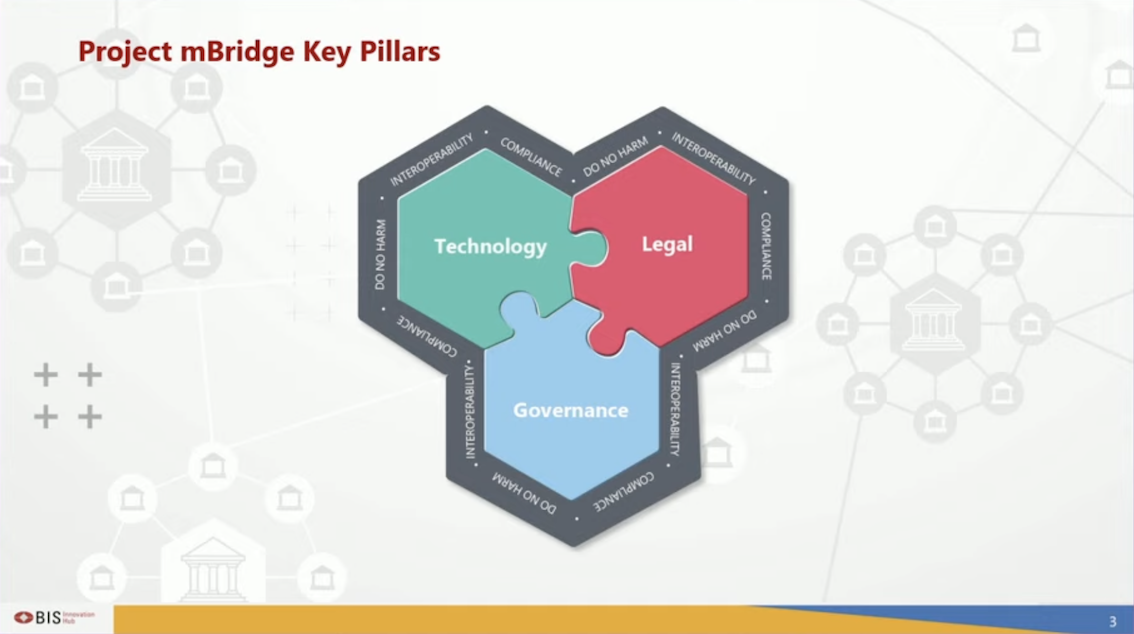 Project mBridge Key Pillars
INTEROPERABILITY · COMPLIANCE · DO NO HARM · INTEROPERABILITY · COMPLIANCE · DO NO HARM · INTEROPERABILITY · COMPLIANCE · DO NO HARM · INTEROPERABILITY · COMPLIANCE · DO NO HARM ·
Technology
Legal
Governance
BIS Innovation
Hub
3